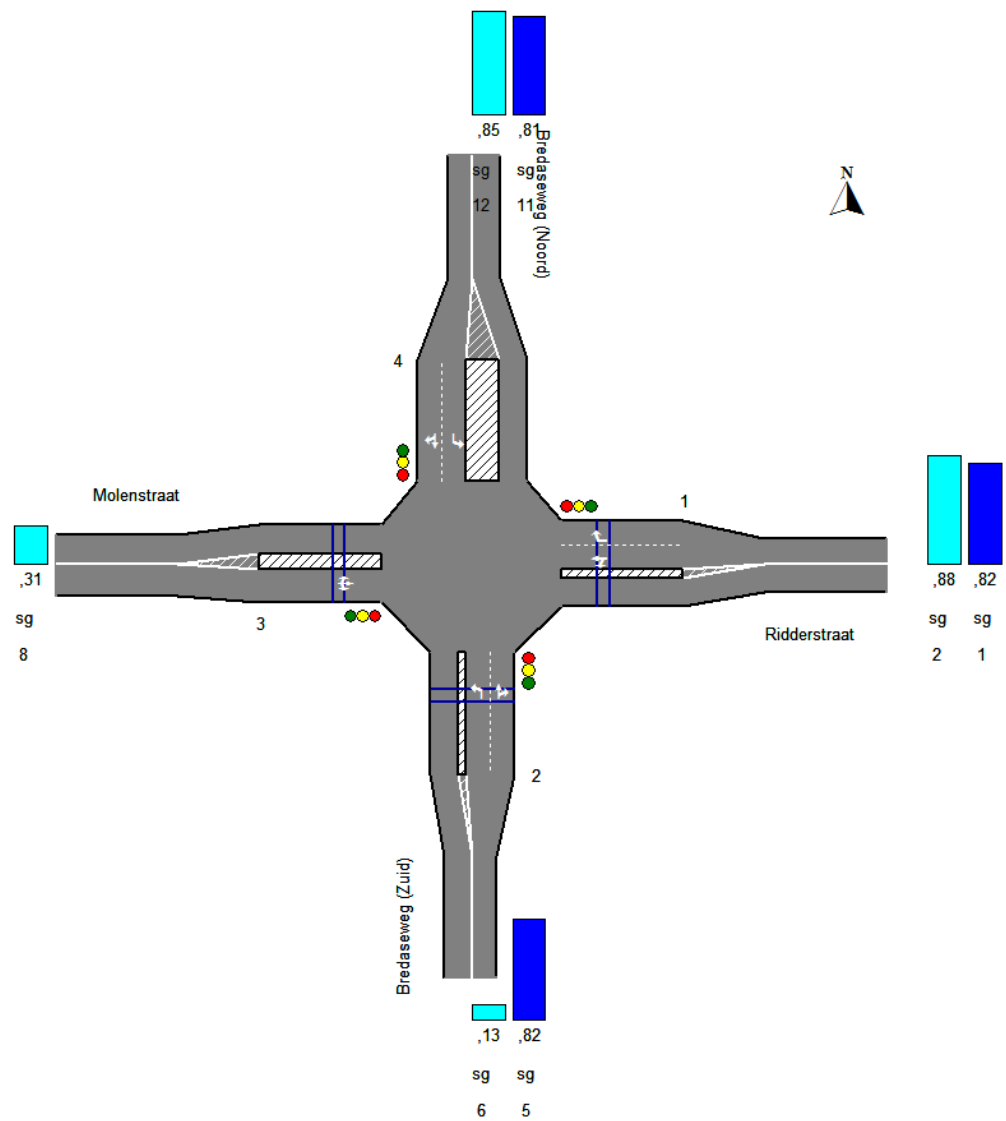 ,85 ,81
sg sg
12 11
Bredaseweg (Noord)
N
4
Molenstraat
1
,31
sg
8
3
,88 ,82
sg sg
2 1
Ridderstraat
2
Bredaseweg (Zuid)
,13 ,82
sg sg
6 5